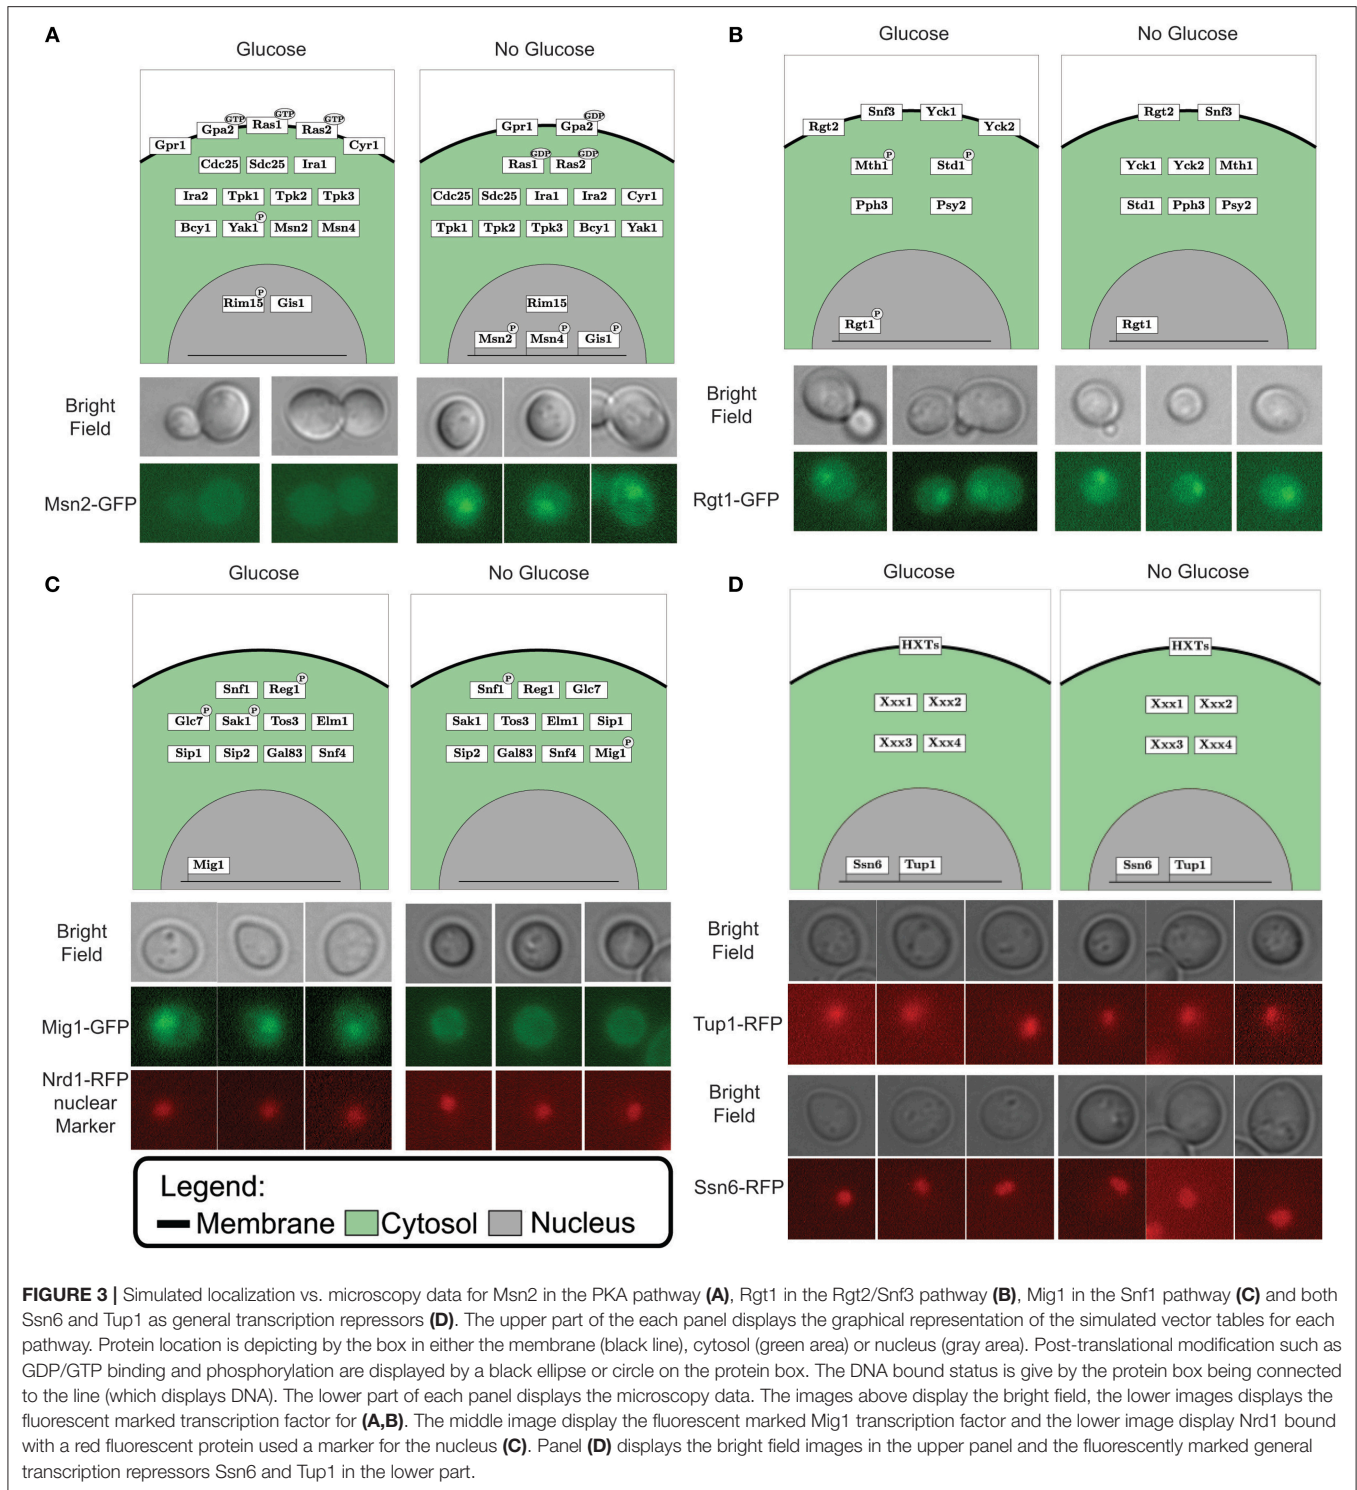 A
Glucose
No Glucose
GTP
GTP
GTP
Gpa2
Ras1
Ras2
Gpr1
Cyr1
Cdc25 Sdc25 Ira1
Ira2 Tpk1 Tpk2 Tpk3
P
Bcy1 Yak1 Msn2 Msn4
P
Rim15 Gis1
GDP
Gpr1 Gpa2
GDP GDP
Ras1 Ras2
Cdc25 Sdc25 Ira1 Ira2 Cyr1
Tpk1 Tpk2 Tpk3 Bcy1 Yak1
Rim15
P P P
Msn2 Msn4 Gis1
Bright
Field
Msn2-GFP
B
Glucose
No Glucose
Snf3 Yck1
Rgt2 Yck2
P P
Mth1 Std1
Pph3 Psy2
P
Rgt1
Rgt2 Snf3
Yck1 Yck2 Mth1
Std1 Pph3 Psy2
Rgt1
Bright
Field
Rgt1-GFP
C
Glucose
No Glucose
P
Snf1 Reg1
P P
Glc7 Sak1 Tos3 Elm1
Sip1 Sip2 Gal83 Snf4
Mig1
P
Snf1 Reg1 Glc7
Sak1 Tos3 Elm1 Sip1
P
Sip2 Gal83 Snf4 Mig1
Bright
Field
Mig1-GFP
Nrd1-RFP
nuclear
Marker
Legend:
Membrane Cytosol Nucleus
D
Glucose
No Glucose
HXTs
Xxx1 Xxx2
Xxx3 Xxx4
Ssn6 Tup1
HXTs
Xxx1 Xxx2
Xxx3 Xxx4
Ssn6 Tup1
Bright
Field
Tup1-RFP
Bright
Field
Ssn6-RFP
FIGURE 3 | Simulated localization vs. microscopy data for Msn2 in the PKA pathway (A), Rgt1 in the Rgt2/Snf3 pathway (B), Mig1 in the Snf1 pathway (C) and both
Ssn6 and Tup1 as general transcription repressors (D). The upper part of the each panel displays the graphical representation of the simulated vector tables for each
pathway. Protein location is depicting by the box in either the membrane (black line), cytosol (green area) or nucleus (gray area). Post-translational modification such as
GDP/GTP binding and phosphorylation are displayed by a black ellipse or circle on the protein box. The DNA bound status is give by the protein box being connected
to the line (which displays DNA). The lower part of each panel displays the microscopy data. The images above display the bright field, the lower images displays the
fluorescent marked transcription factor for (A,B). The middle image display the fluorescent marked Mig1 transcription factor and the lower image display Nrd1 bound
with a red fluorescent protein used a marker for the nucleus (C). Panel (D) displays the bright field images in the upper panel and the fluorescently marked general
transcription repressors Ssn6 and Tup1 in the lower part.